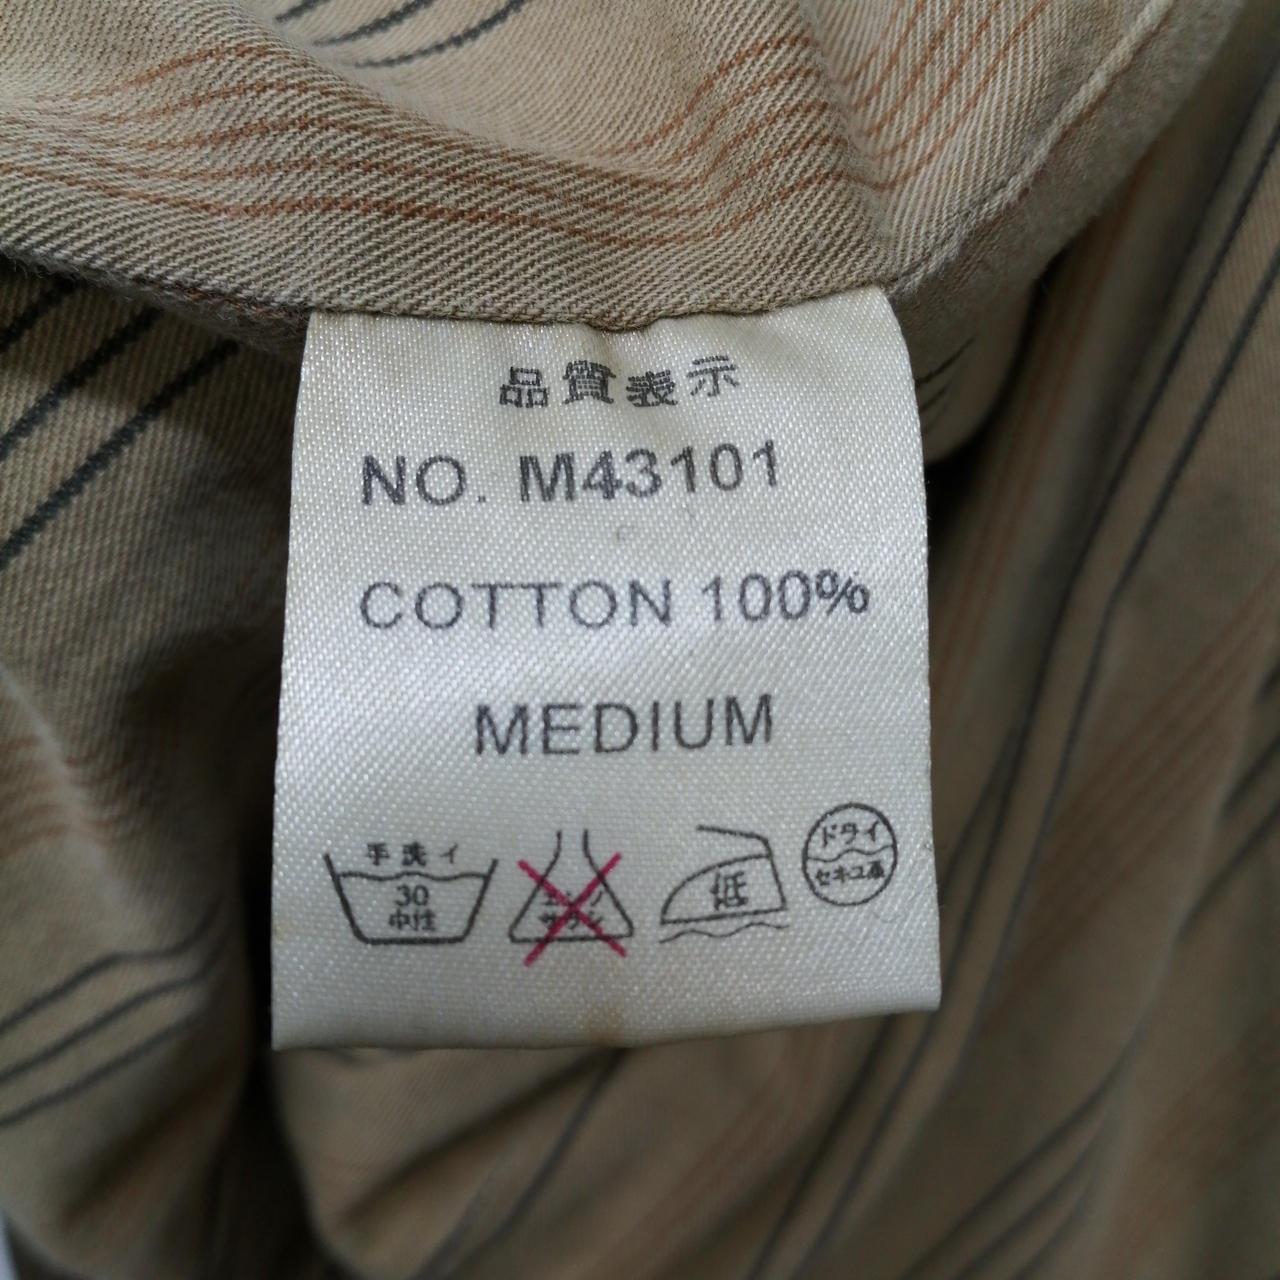 品質表示
NO. M43101
COTTON 100%
MEDIUM
手洗イ
30
中性
低
ドライ
セキユ系